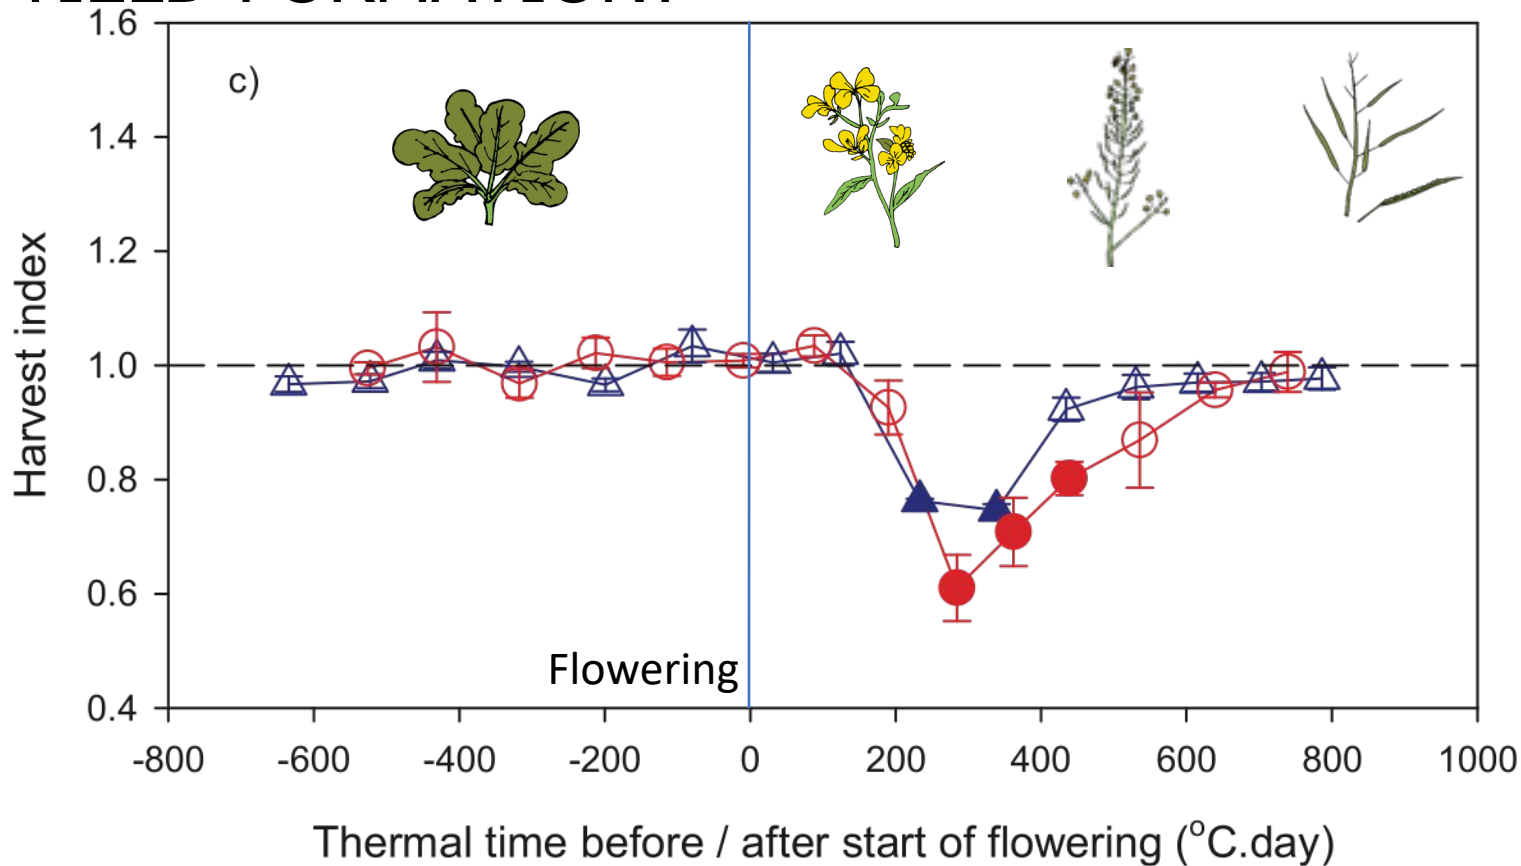 c)
1.6
1.4
1.2
1.0
0.8
0.6
0.4
Harvest index
Flowering
-800 -600 -400 -200 0 200 400 600 800 1000
Thermal time before / after start of flowering (°C.day)